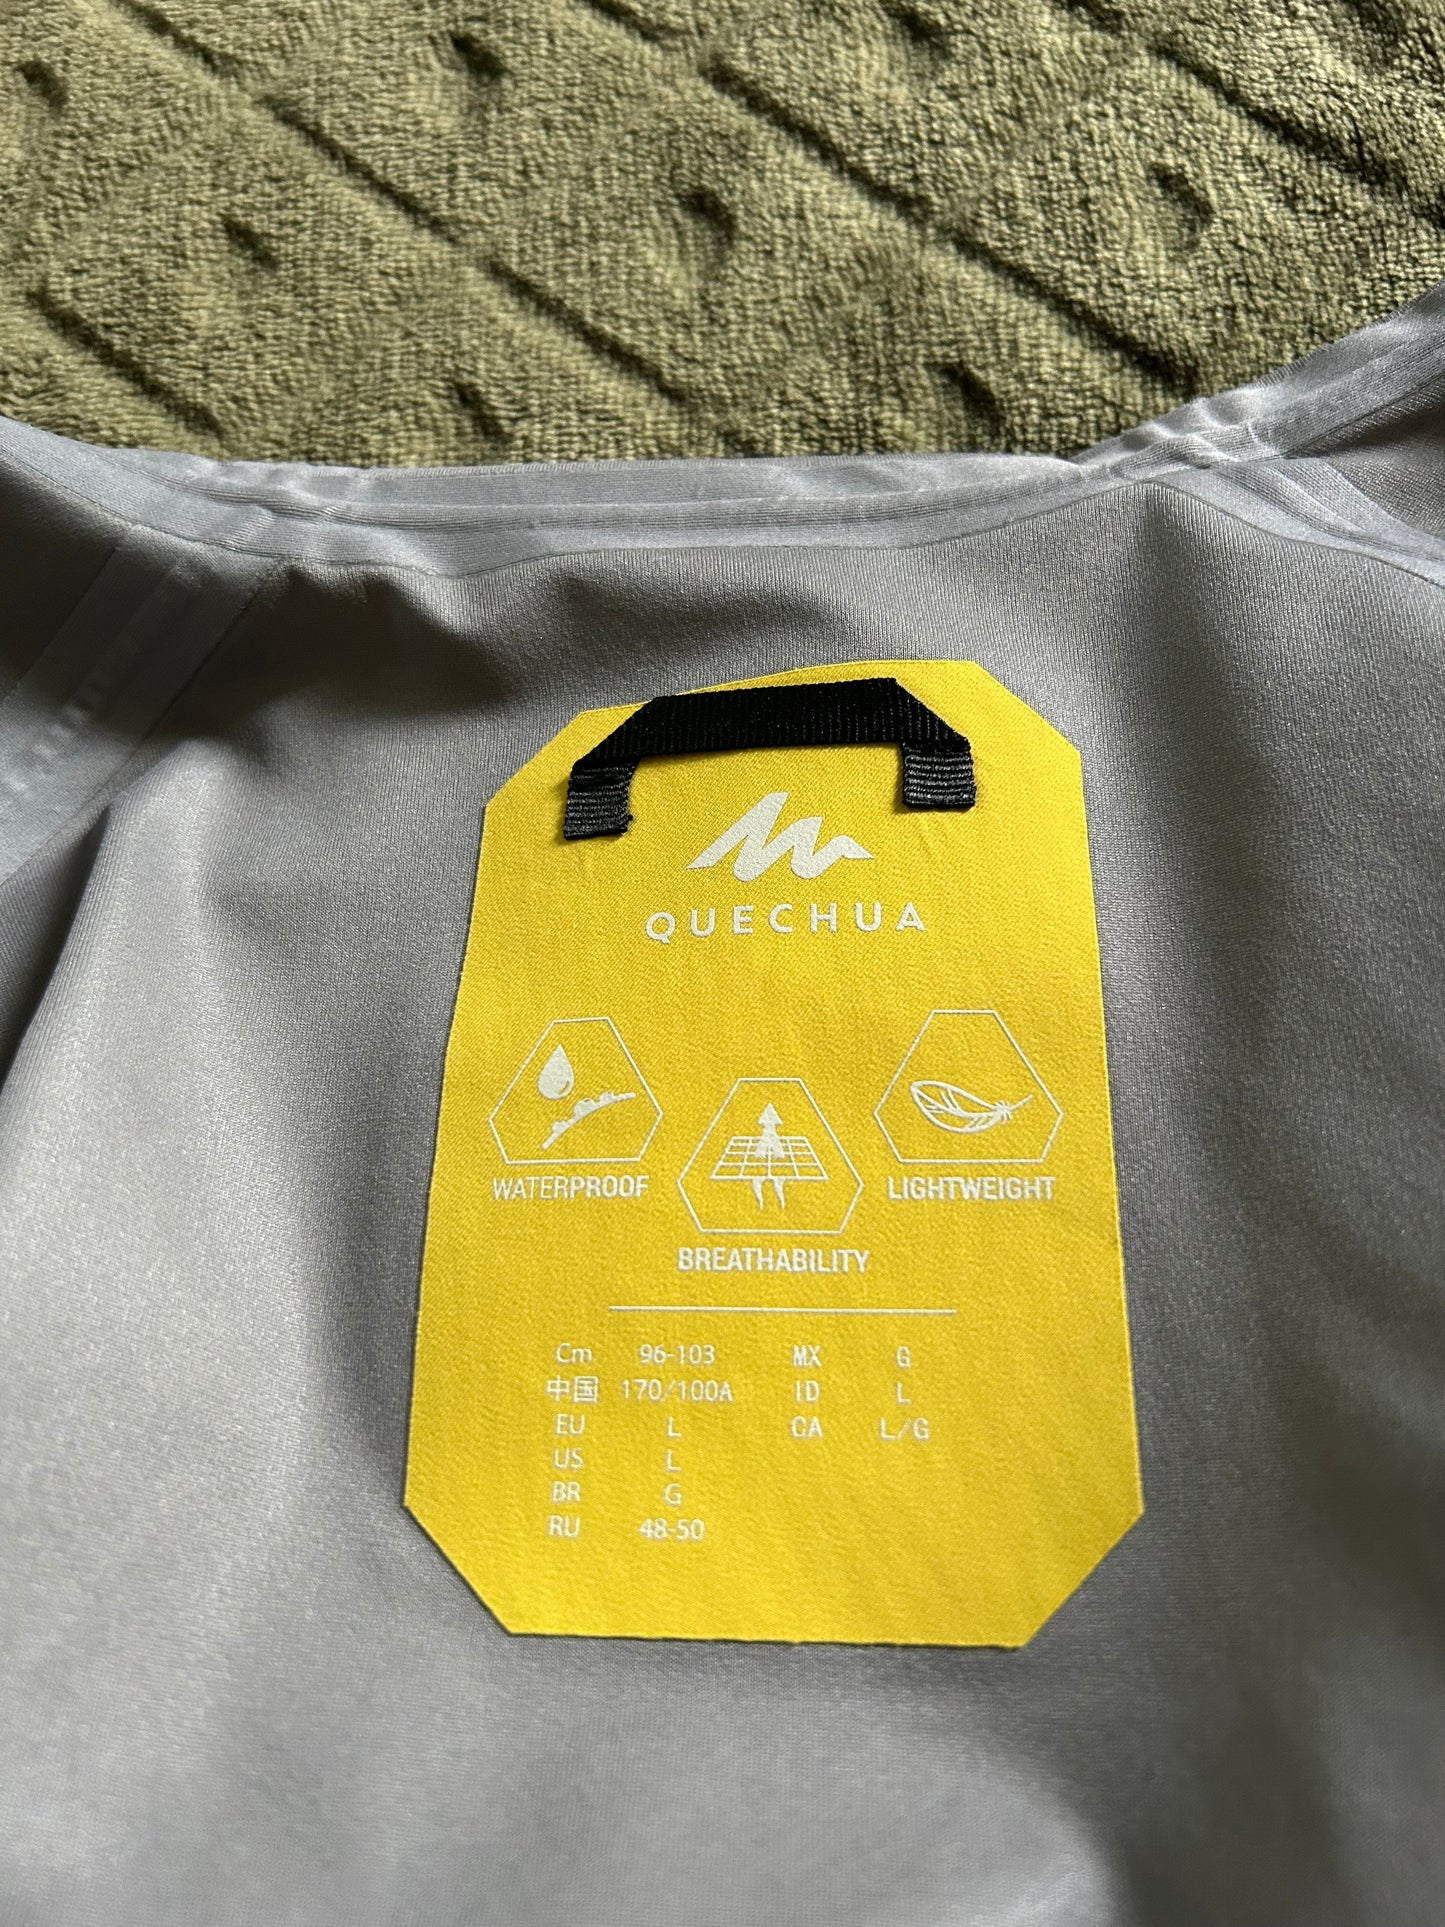 QUECHUA
WATERPROOF
LIGHTWEIGHT
BREATHABILITY
Cm 96-103 MX G
中国 170/100A ID L
EU L CA L/G
US L
BR G
RU 48-50